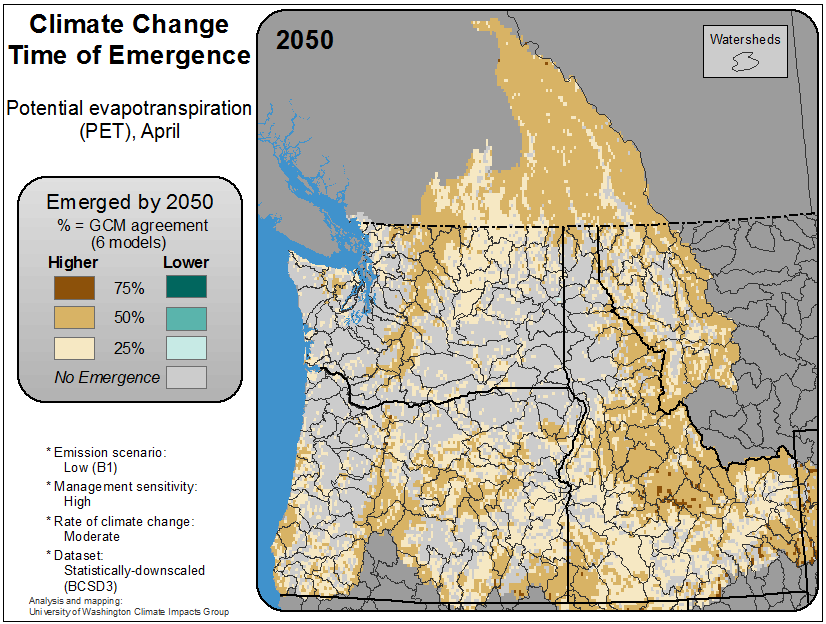 Climate Change
Time of Emergence
Potential evapotranspiration
(PET), April
Emerged by 2050
% = GCM agreement
(6 models)
Higher Lower
75%
50%
25%
No Emergence
* Emission scenario:
Low (B1)
* Management sensitivity:
High
* Rate of climate change:
Moderate
* Dataset:
Statistically-downscaled
(BCSD3)
Analysis and mapping:
University of Washington Climate Impacts Group
2050
Watersheds